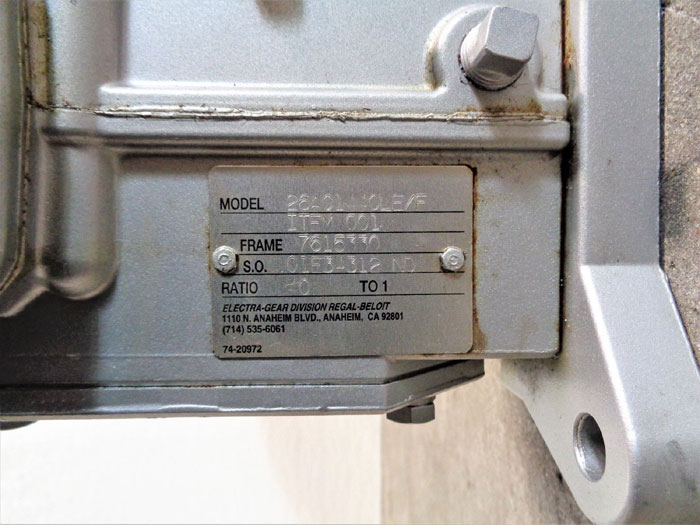 MODEL
ITEM 001
FRAME 7615330
S.O.
RATIO TO 1
ELECTRA-GEAR DIVISION REGAL-BELOIT
1110 N. ANAHEIM BLVD., ANAHEIM, CA 92801
(714) 535-6061
74-20972